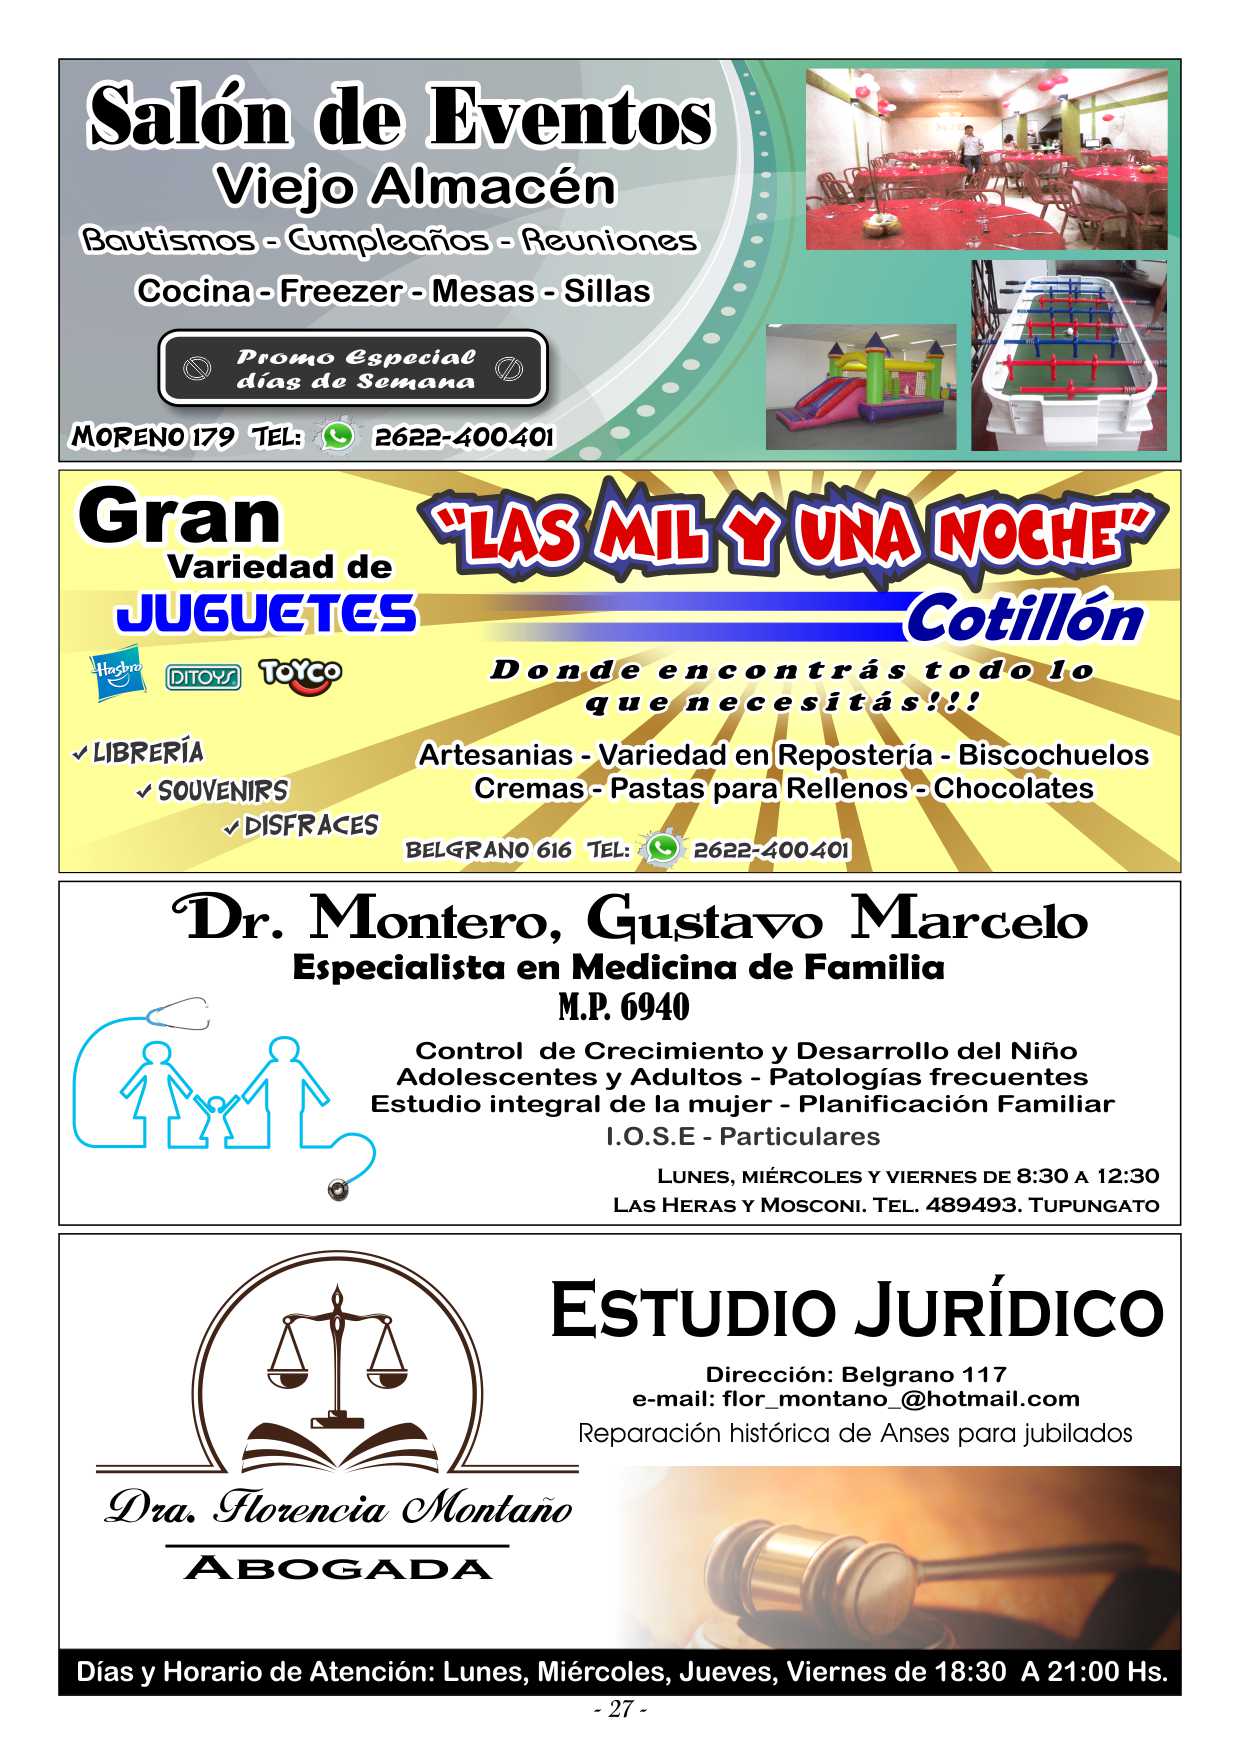 Salón de Eventos
Viejo Almacén
Bautismos - Cumpleaños - Reuniones
Cocina - Freezer - Mesas - Sillas
Promo Especial
días de Semana
MORENO 179 TEL: 2622-400401
Gran
Variedad de
JUGUETES
Hasbro DITOYS TOYCO
"LAS MIL Y UNA NOCHE"
Cotillón
Donde encontrás todo lo
que necesitás!!!
LIBRERÍA
SOUVENIRS
DISFRACES
Artesanias - Variedad en Repostería - Biscochuelos
Cremas - Pastas para Rellenos - Chocolates
BELGRANO 616 TEL: 2622-400401
Dr. Montero, Gustavo Marcelo
Especialista en Medicina de Familia
M.P. 6940
Control de Crecimiento y Desarrollo del Niño
Adolescentes y Adultos - Patologías frecuentes
Estudio integral de la mujer - Planificación Familiar
I.O.S.E - Particulares
Lunes, miércoles y viernes de 8:30 a 12:30
Las Heras y Mosconi. Tel. 489493. Tupungato
Estudio Jurídico
Dirección: Belgrano 117
e-mail: flor_montano_@hotmail.com
Reparación histórica de Anses para jubilados
Dra. Florencia Montaño
Abogada
Días y Horario de Atención: Lunes, Miércoles, Jueves, Viernes de 18:30 A 21:00 Hs.
- 27 -